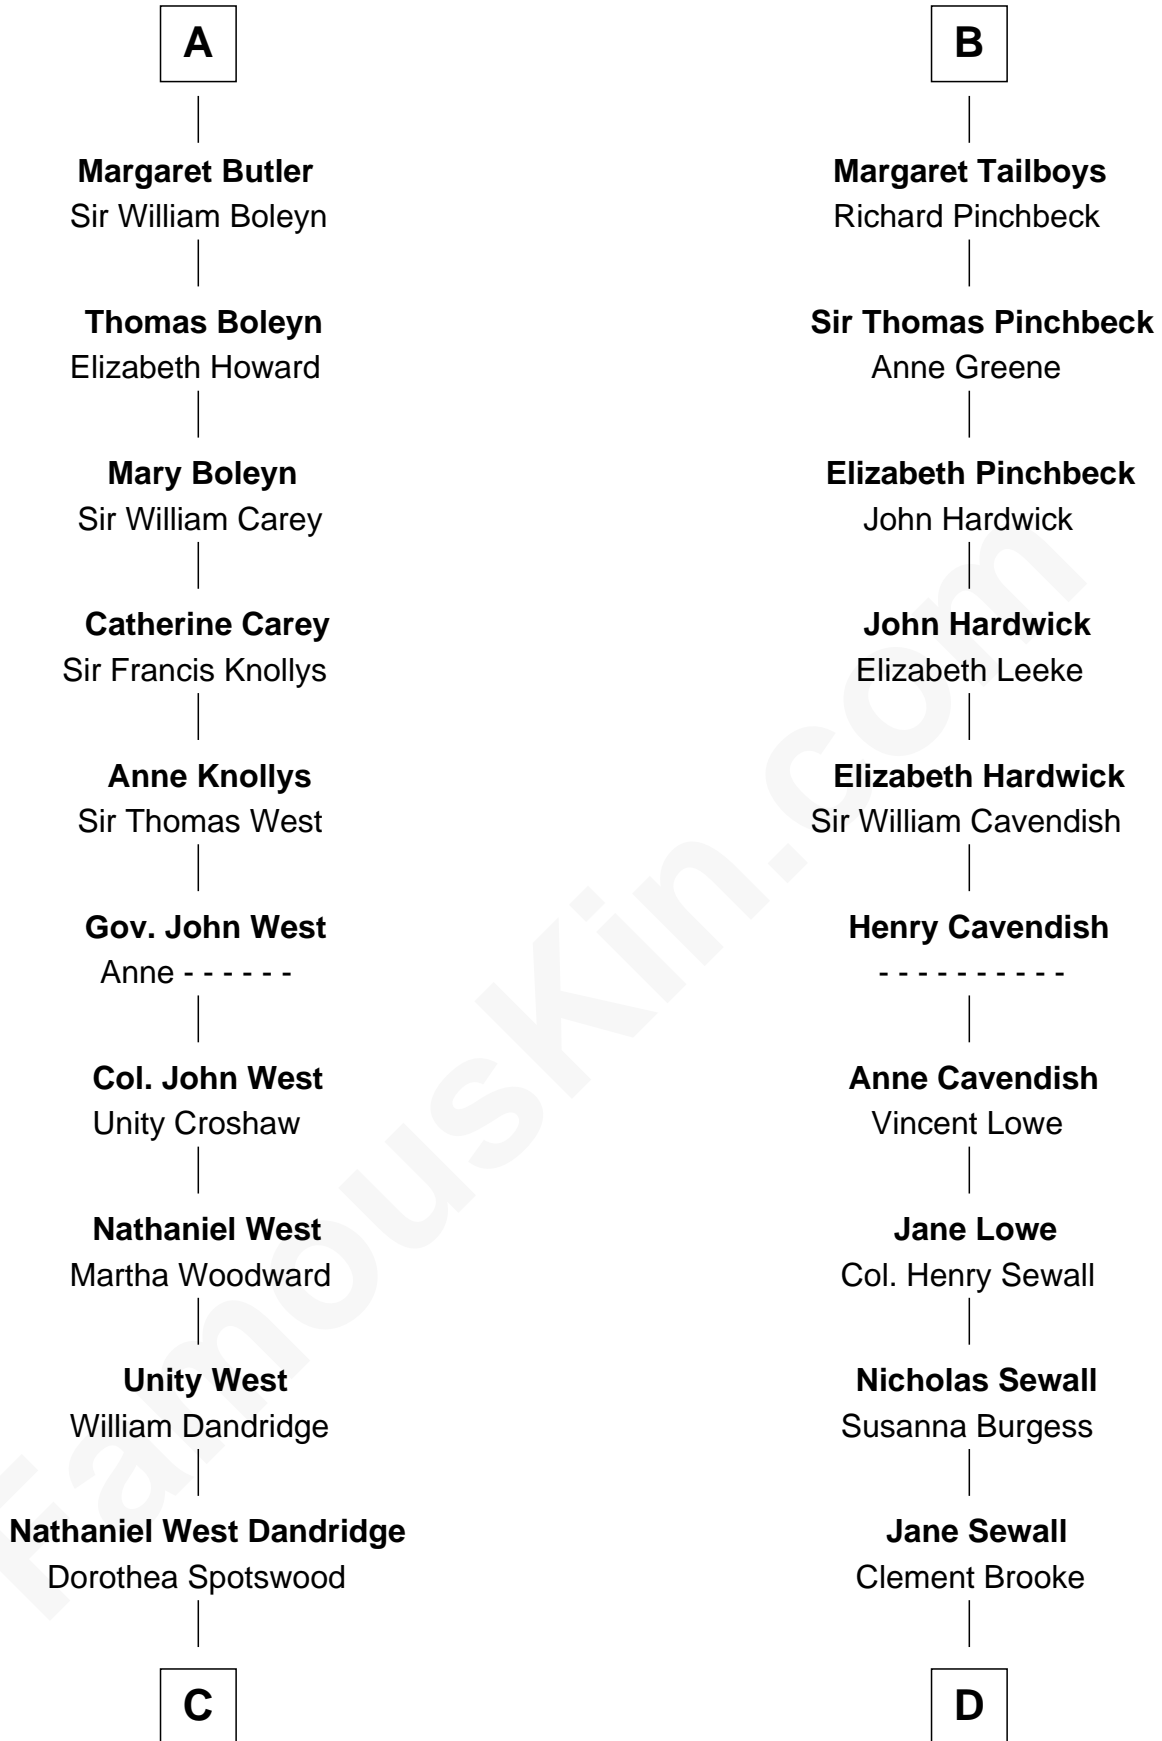 A
Margaret Butler
Sir William Boleyn
Thomas Boleyn
Elizabeth Howard
Mary Boleyn
Sir William Carey
Catherine Carey
Sir Francis Knollys
Anne Knollys
Sir Thomas West
Gov. John West
Anne - - - - - -
Col. John West
Unity Croshaw
Nathaniel West
Martha Woodward
Unity West
William Dandridge
Nathaniel West Dandridge
Dorothea Spotswood
C
B
Margaret Tailboys
Richard Pinchbeck
Sir Thomas Pinchbeck
Anne Greene
Elizabeth Pinchbeck
John Hardwick
John Hardwick
Elizabeth Leeke
Elizabeth Hardwick
Sir William Cavendish
Henry Cavendish
- - - - - - - - - -
Anne Cavendish
Vincent Lowe
Jane Lowe
Col. Henry Sewall
Nicholas Sewall
Susanna Burgess
Jane Sewall
Clement Brooke
D
FamousKin.com